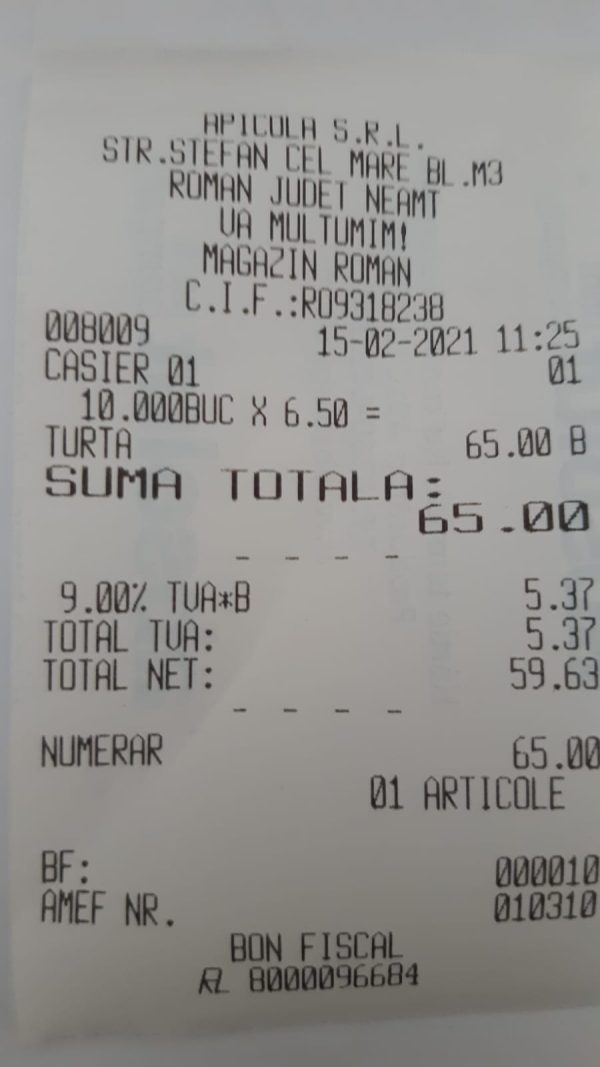 APICOLA S.R.L.
STR.STEFAN CEL MARE BL.M3
ROMAN JUDET NEAMT
VA MULTUMIM!
MAGAZIN ROMAN
C.I.F.:RO9318238
008009 15-02-2021 11:25
CASIER 01 01
10.000BUC X 6.50 =
TURTA 65.00 B
SUMA TOTALA:
65.00
- - - -
9.00% TVA*B 5.37
TOTAL TVA: 5.37
TOTAL NET: 59.63
- - - -
NUMERAR 65.00
01 ARTICOLE
BF: 000010
AMEF NR. 010310
BON FISCAL
8000096684